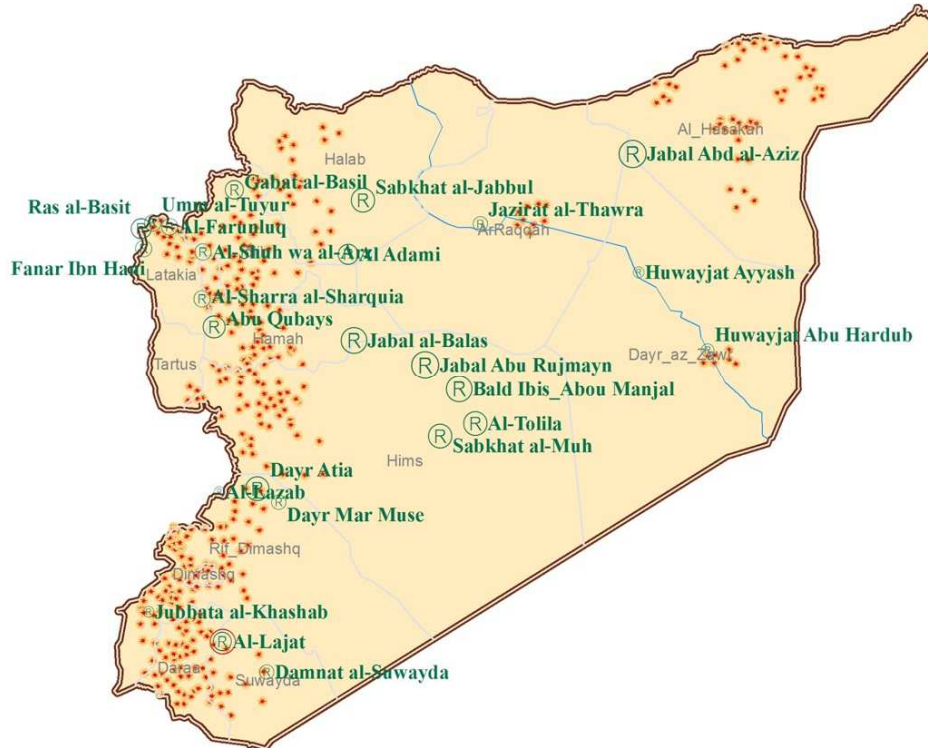 Al_Hasakah
Halab
Ⓡ Jabal Abd al-Aziz
Ⓡ Gabat al-Basil
Ⓡ Sabkhat al-Jabbul
Ras al-Basit Ⓡ
Umm al-Tuyur
Ⓡ Jazirat al-Thawra
Ⓡ Al-Farunluq
ArRaqqah
Ⓡ Al-Shuh wa al-Arz
Ⓡ Al Adami
Fanar Ibn Hani Ⓡ
Latakia
Ⓡ Huwayjat Ayyash
Ⓡ Al-Sharra al-Sharquia
Ⓡ Abu Qubays
Hamah
Ⓡ Jabal al-Balas
Ⓡ Huwayjat Abu Hardub
Dayr_az_Zawr
Tartus
Ⓡ Jabal Abu Rujmayn
Ⓡ Bald Ibis_Abou Manjal
Ⓡ Al-Tolila
Ⓡ Sabkhat al-Muh
Hims
Ⓡ Dayr Atia
Ⓡ Al-Lazab
Ⓡ Dayr Mar Muse
Rif_Dimashq
Dimashq
Ⓡ Jubbata al-Khashab
Ⓡ Al-Lajat
Daraa
Ⓡ Damnat al-Suwayda
Suwayda